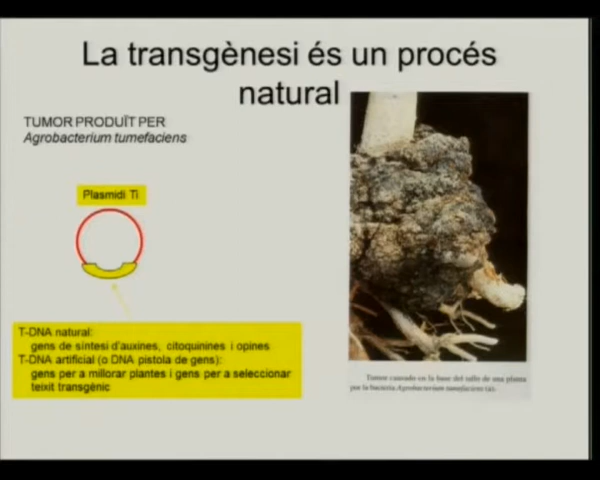 La transgènesi és un procés
natural
TUMOR PRODUÏT PER
Agrobacterium tumefaciens
Plasmidi Ti
T-DNA natural:
gens de síntesi d'auxines, citoquinines i opines
T-DNA artificial (o DNA pistola de gens):
gens per a millorar plantes i gens per a seleccionar
teixit transgènic
Tumor causado en la base del tallo de una planta
por la bacteria Agrobacterium tumefaciens (a).